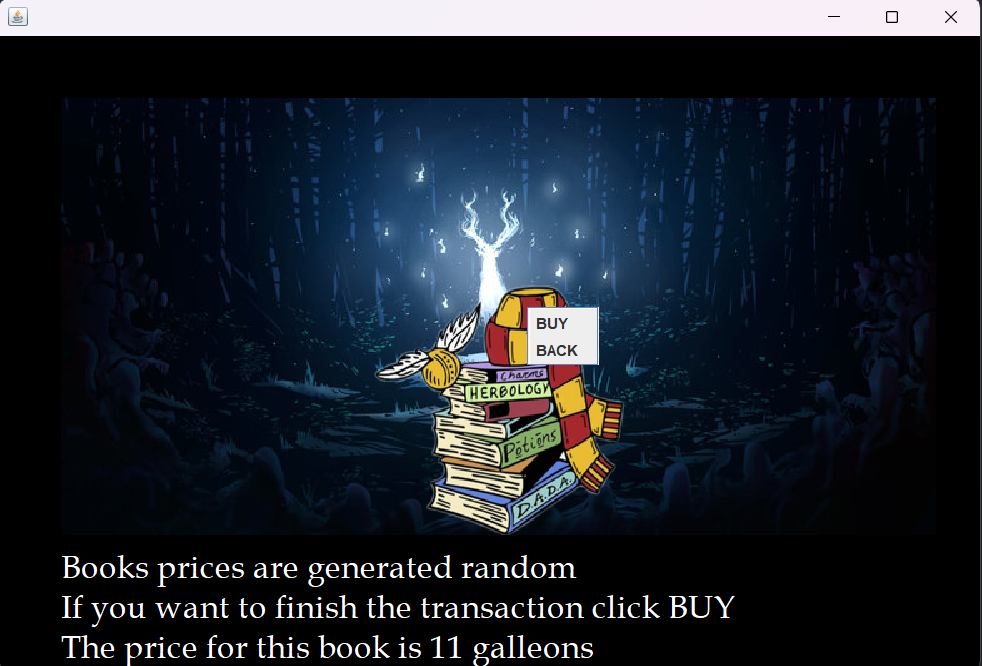 BUY
BACK
Charms
HERBOLOGY
Potions
D.A.D.A.
Books prices are generated random
If you want to finish the transaction click BUY
The price for this book is 11 galleons